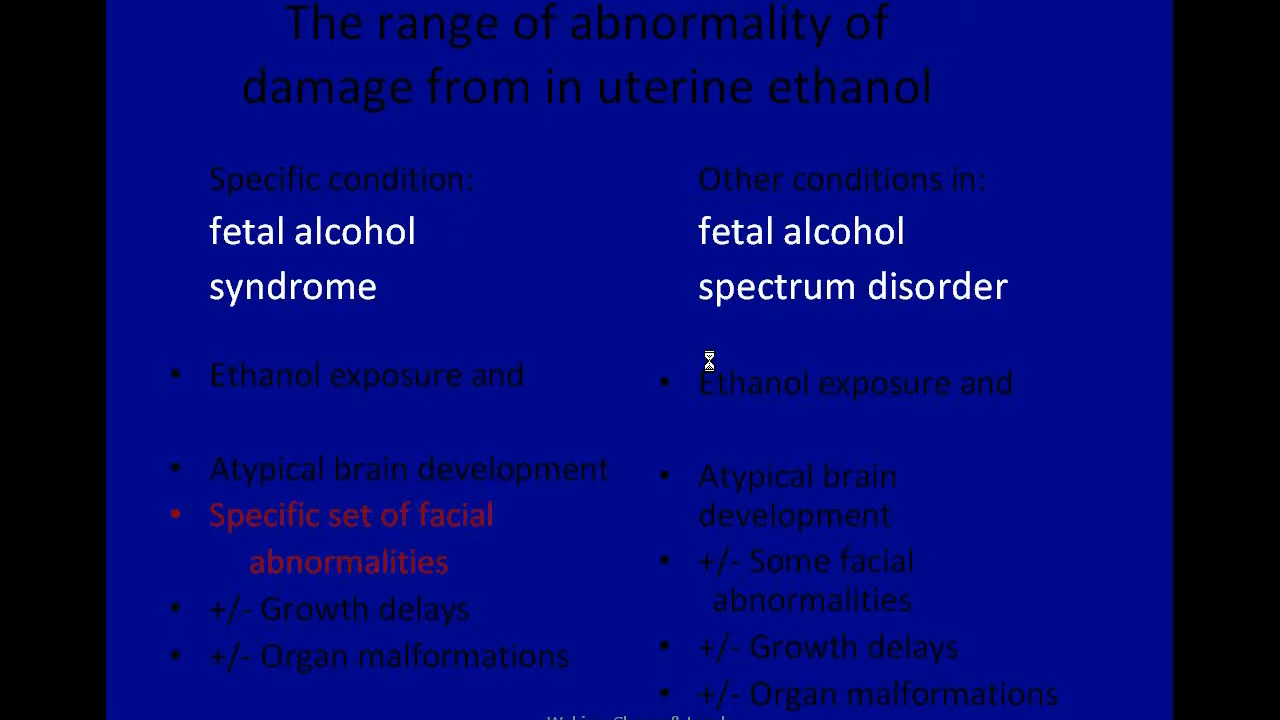 The range of abnormality of
damage from in uterine ethanol
Specific condition:
fetal alcohol
syndrome
• Ethanol exposure and
• Atypical brain development
• Specific set of facial
abnormalities
• +/- Growth delays
• +/- Organ malformations
Other conditions in:
fetal alcohol
spectrum disorder
• Ethanol exposure and
• Atypical brain
development
• +/- Some facial
abnormalities
• +/- Growth delays
• +/- Organ malformations